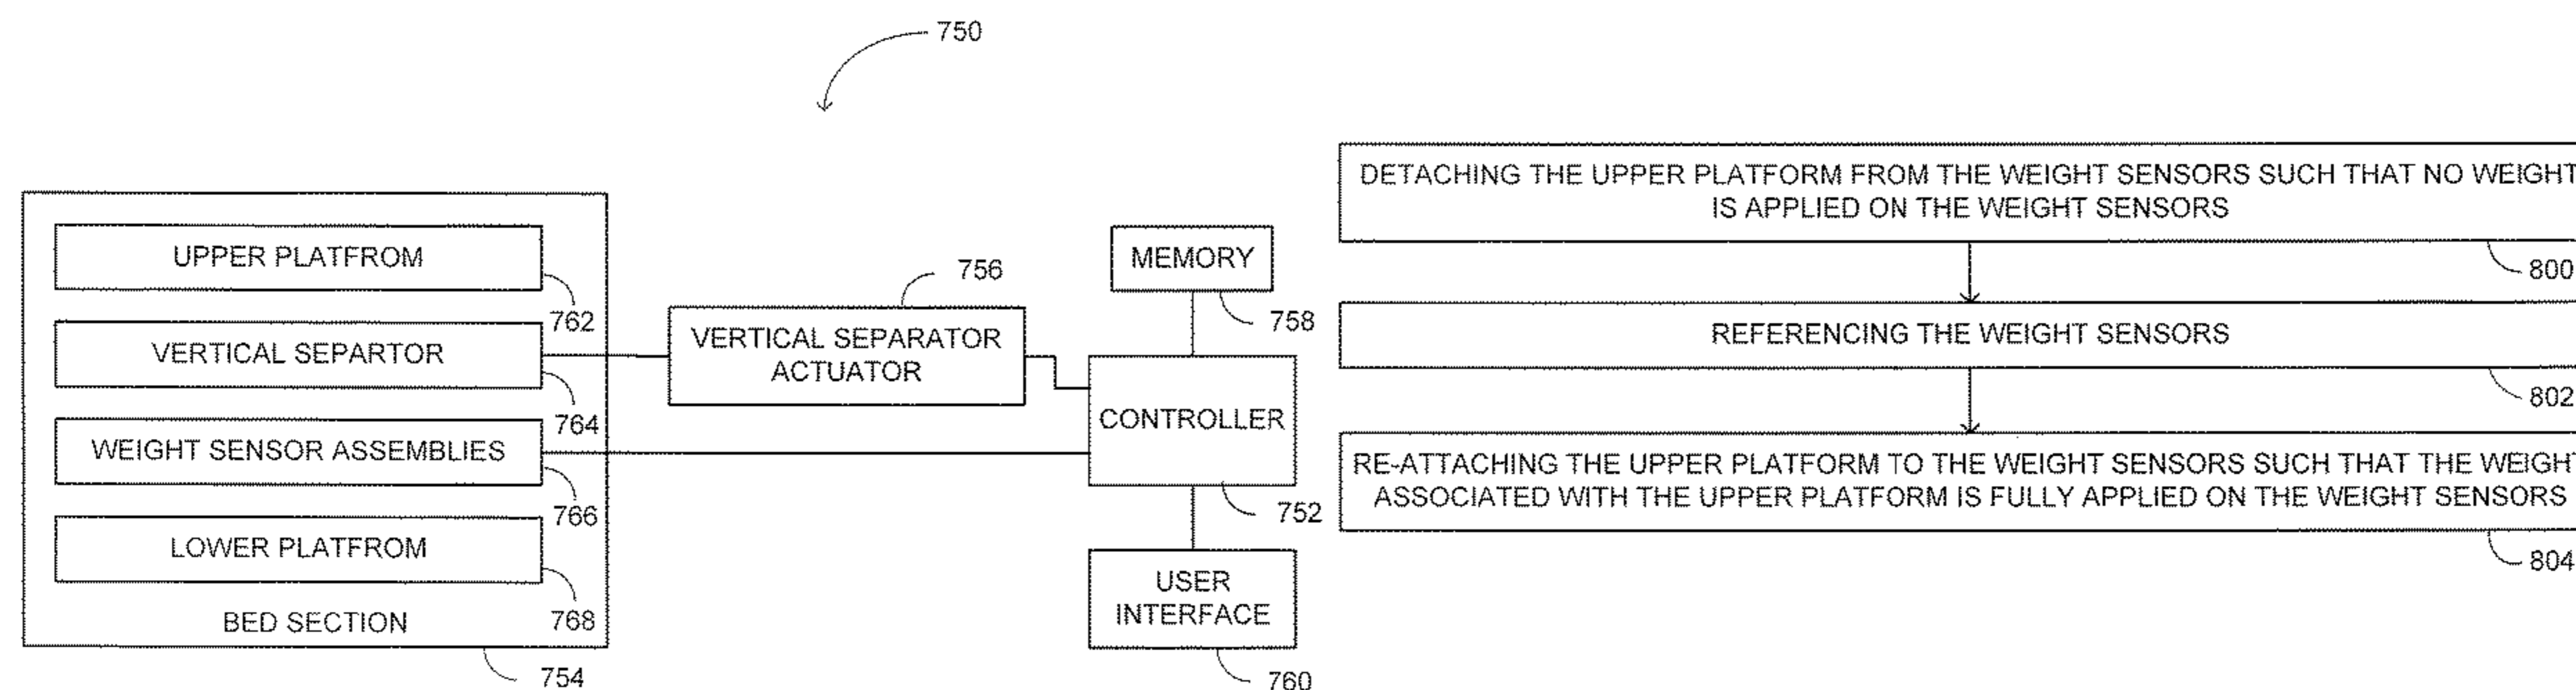 750
UPPER PLATFROM
762
VERTICAL SEPARTOR
764
WEIGHT SENSOR ASSEMBLIES
766
LOWER PLATFROM
768
BED SECTION
754
756
VERTICAL SEPARATOR
ACTUATOR
MEMORY
758
CONTROLLER
752
USER
INTERFACE
760
DETACHING THE UPPER PLATFORM FROM THE WEIGHT SENSORS SUCH THAT NO WEIGHT
IS APPLIED ON THE WEIGHT SENSORS
800
REFERENCING THE WEIGHT SENSORS
802
RE-ATTACHING THE UPPER PLATFORM TO THE WEIGHT SENSORS SUCH THAT THE WEIGHT
ASSOCIATED WITH THE UPPER PLATFORM IS FULLY APPLIED ON THE WEIGHT SENSORS
804